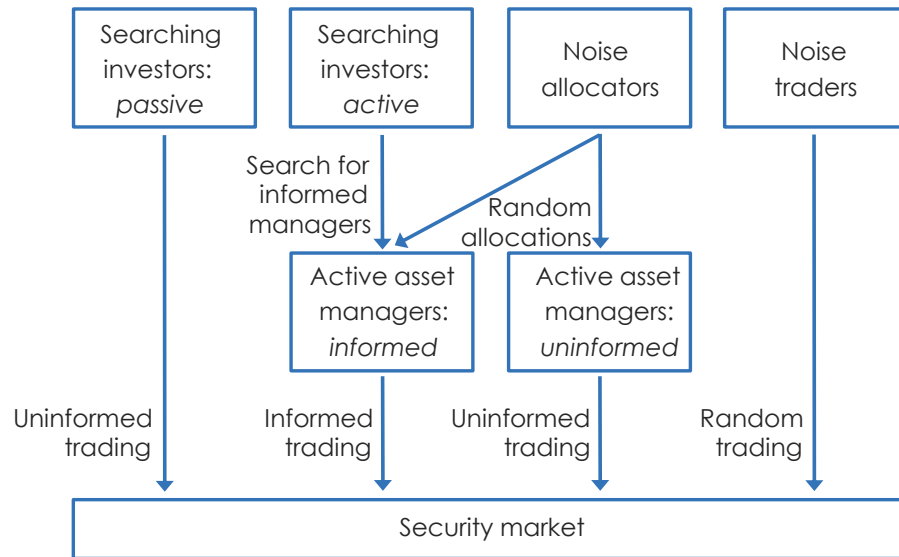 Searching
investors:
passive
Searching
investors:
active
Noise
allocators
Noise
traders
Search for
informed
managers
Random
allocations
Active asset
managers:
informed
Active asset
managers:
uninformed
Uninformed
trading
Informed
trading
Uninformed
trading
Random
trading
Security market